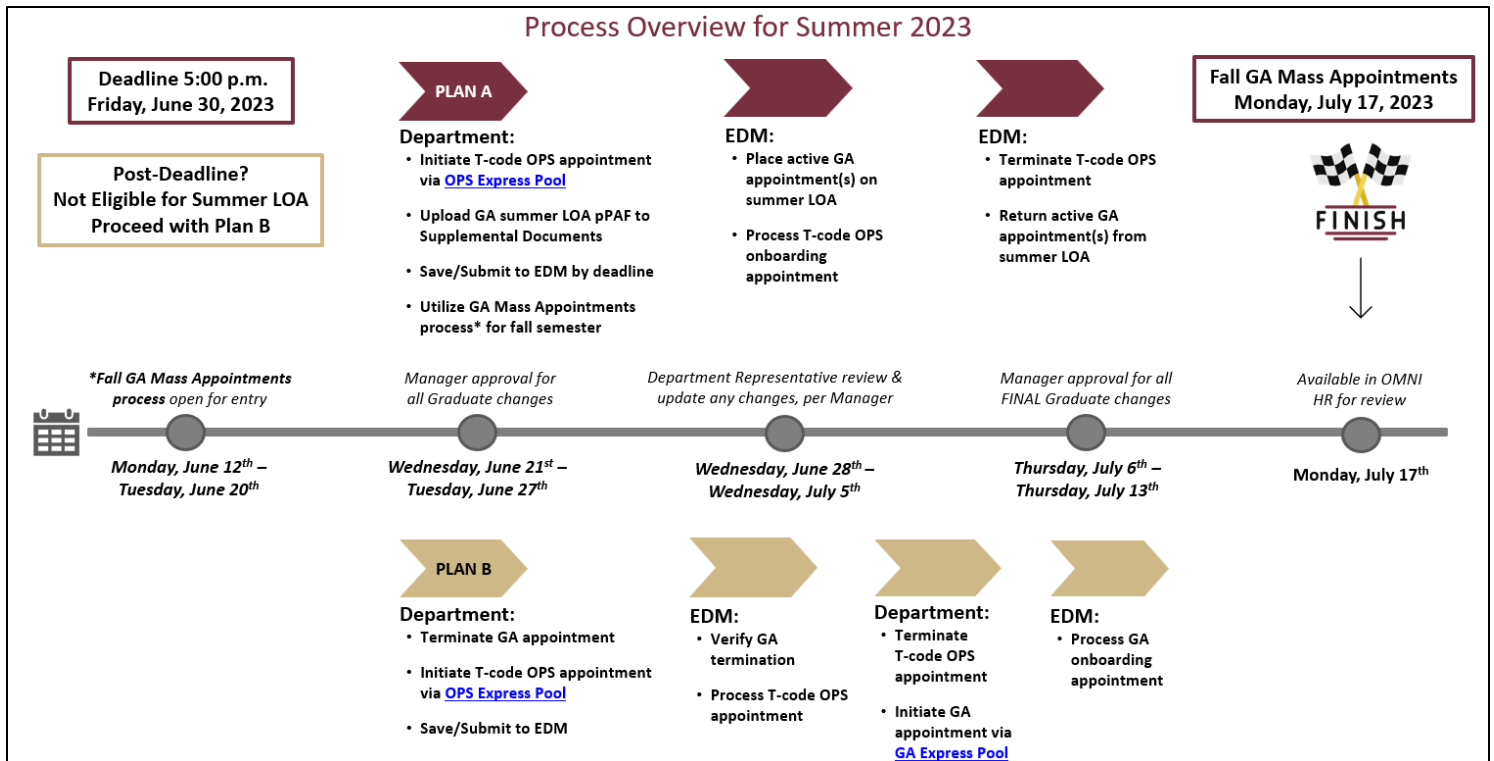 Process Overview for Summer 2023
Deadline 5:00 p.m.
Friday, June 30, 2023
Post-Deadline?
Not Eligible for Summer LOA
Proceed with Plan B
PLAN A
Department:
• Initiate T-code OPS appointment
via OPS Express Pool
• Upload GA summer LOA pPAF to
Supplemental Documents
• Save/Submit to EDM by deadline
• Utilize GA Mass Appointments
process* for fall semester
EDM:
• Place active GA
appointment(s) on
summer LOA
• Process T-code OPS
onboarding
appointment
EDM:
• Terminate T-code OPS
appointment
• Return active GA
appointment(s) from
summer LOA
Fall GA Mass Appointments
Monday, July 17, 2023
FINISH
*Fall GA Mass Appointments
process open for entry
Monday, June 12th –
Tuesday, June 20th
Manager approval for
all Graduate changes
Wednesday, June 21st –
Tuesday, June 27th
Department Representative review &
update any changes, per Manager
Wednesday, June 28th –
Wednesday, July 5th
Manager approval for all
FINAL Graduate changes
Thursday, July 6th –
Thursday, July 13th
Available in OMNI
HR for review
Monday, July 17th
PLAN B
Department:
• Terminate GA appointment
• Initiate T-code OPS appointment
via OPS Express Pool
• Save/Submit to EDM
EDM:
• Verify GA
termination
• Process T-code OPS
appointment
Department:
• Terminate
T-code OPS
appointment
• Initiate GA
appointment via
GA Express Pool
EDM:
• Process GA
onboarding
appointment